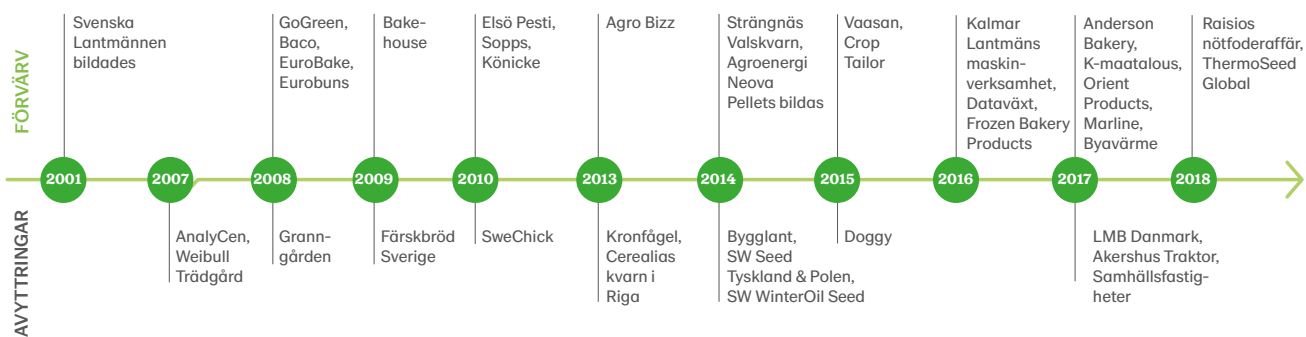 FÖRVÄRV
Svenska
Lantmännen
bildades
GoGreen,
Baco,
EuroBake,
Eurobuns
Bake-
house
Elsö Pesti,
Sopps,
Könicke
Agro Bizz
Strängnäs
Valskvarn,
Agroenergi
Neova
Pellets bildas
Vaasan,
Crop
Tailor
Kalmar
Lantmäns
maskin-
verksamhet,
Dataväxt,
Frozen Bakery
Products
Anderson
Bakery,
K-maatalous,
Orient
Products,
Marline,
Byavärme
Raisios
nötfoderaffär,
ThermoSeed
Global
2001
2007
2008
2009
2010
2013
2014
2015
2016
2017
2018
AVYTTRINGAR
AnalyCen,
Weibull
Trädgård
Grann-
gården
Färskbröd
Sverige
SweChick
Kronfågel,
Cerealias
kvarn i
Riga
Bygglant,
SW Seed
Tyskland & Polen,
SW WinterOil Seed
Doggy
LMB Danmark,
Akershus Traktor,
Samhällsfastig-
heter